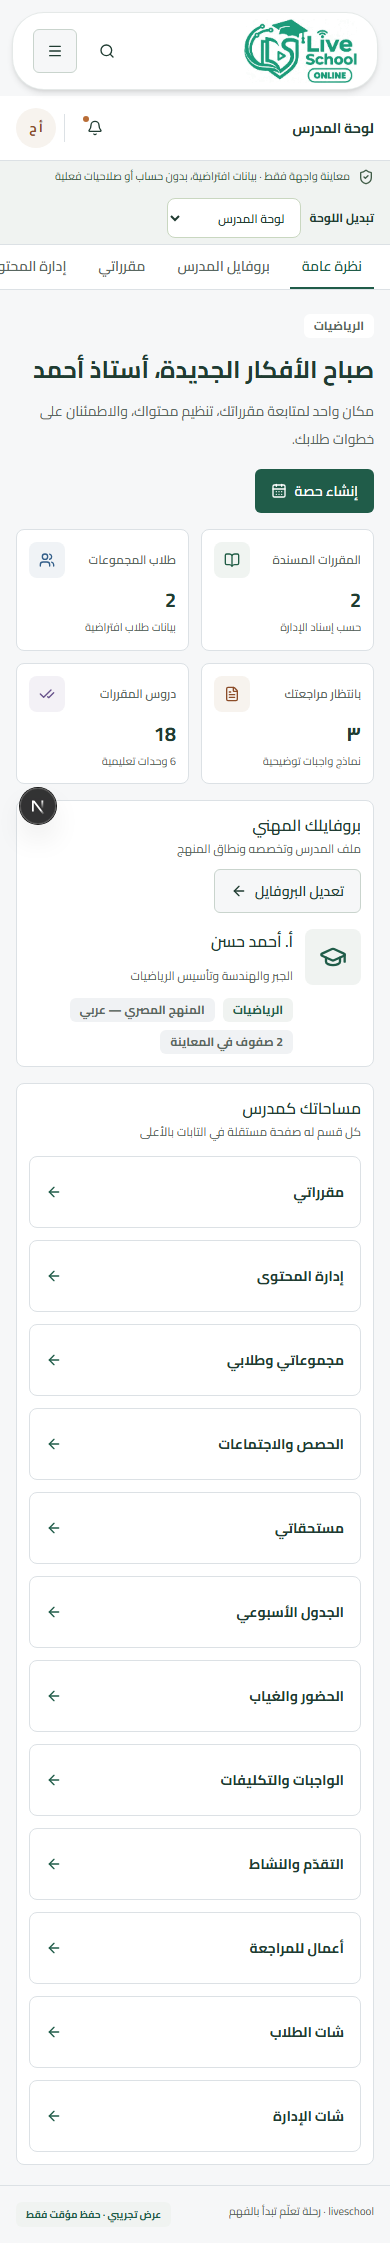 Live
School
ONLINE
لوحة المدرس
أ ح
معاينة واجهة فقط · بيانات افتراضية، بدون حساب أو صلاحيات فعلية
تبديل اللوحة
لوحة المدرس
نظرة عامة
بروفايل المدرس
مقرراتي
إدارة المحتو
الرياضيات
صباح الأفكار الجديدة، أستاذ أحمد
مكان واحد لمتابعة مقرراتك، تنظيم محتواك، والاطمئنان على
خطوات طلابك.
إنشاء حصة
المقررات المسندة
2
حسب إسناد الإدارة
طلاب المجموعات
2
بيانات طلاب افتراضية
بانتظار مراجعتك
٣
نماذج واجبات توضيحية
دروس المقررات
18
6 وحدات تعليمية
N
بروفايلك المهني
ملف المدرس وتخصصه ونطاق المنهج
تعديل البروفايل
أ. أحمد حسن
الجبر والهندسة وتأسيس الرياضيات
الرياضيات
المنهج المصري — عربي
2 صفوف في المعاينة
مساحاتك كمدرس
كل قسم له صفحة مستقلة في التابات بالأعلى
مقرراتي
إدارة المحتوى
مجموعاتي وطلابي
الحصص والاجتماعات
مستحقاتي
الجدول الأسبوعي
الحضور والغياب
الواجبات والتكليفات
التقدّم والنشاط
أعمال للمراجعة
شات الطلاب
شات الإدارة
liveschool · رحلة تعلّم تبدأ بالفهم
عرض تجريبي · حفظ مؤقت فقط